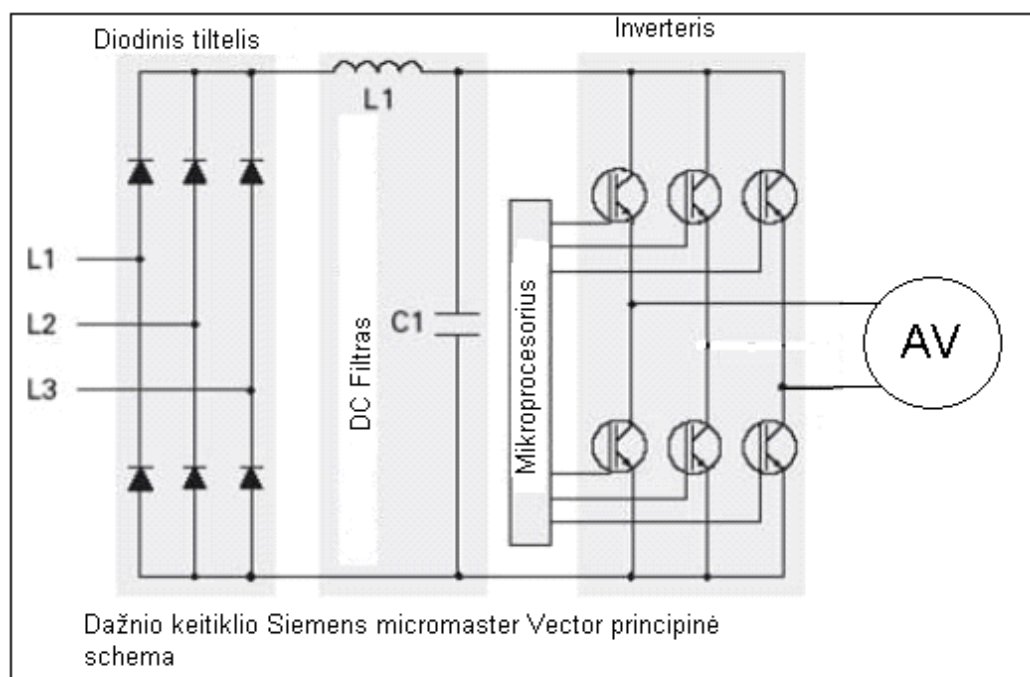 Diodinis tiltelis
Inverteris
L1
L1
L2
L3
C1
DC Filtras
Mikroprocesorius
AV
Dažnio keitiklio Siemens micromaster Vector principinė
schema